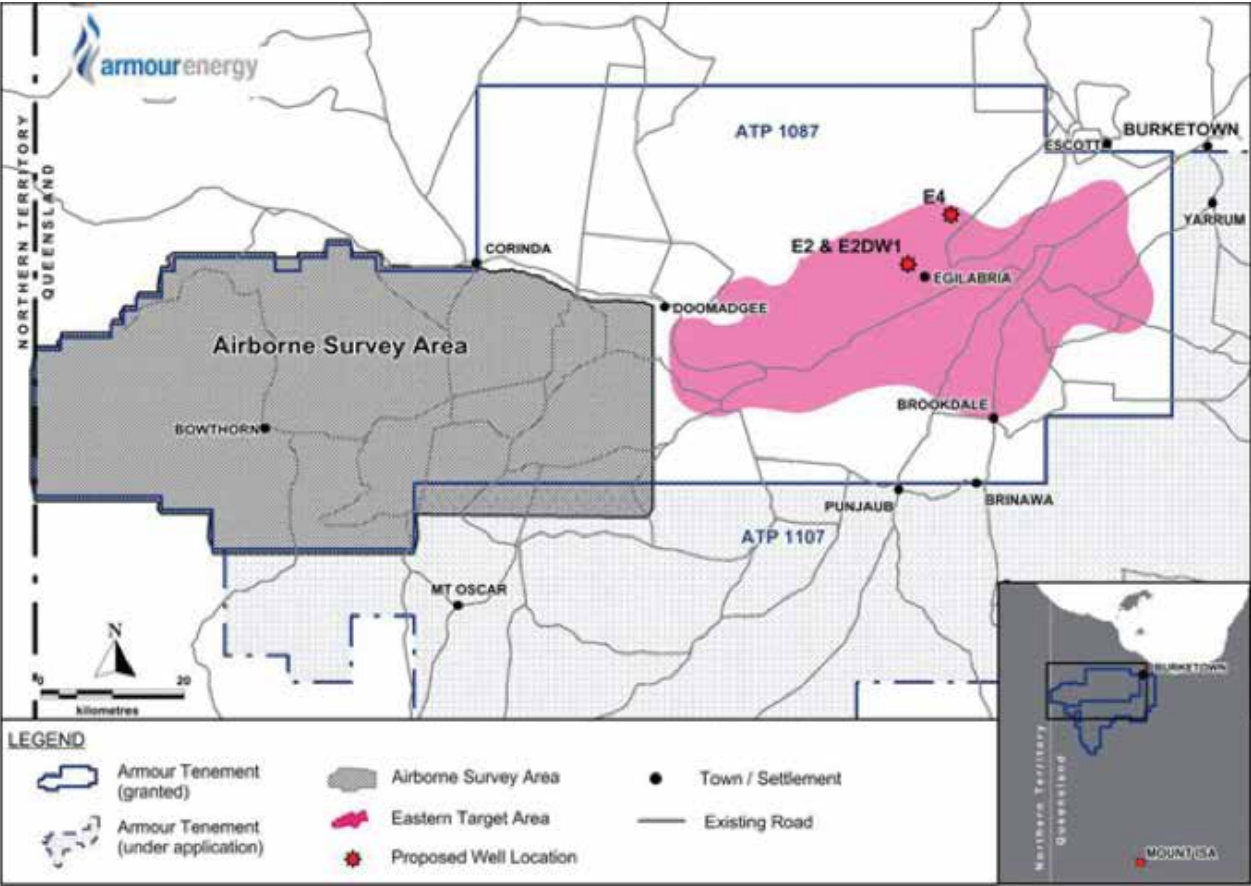 armourenergy
NORTHERN TERRITORY
QUEENSLAND
ATP 1087
BURKETOWN
ESCOTT
E4
YARRUM
E2 & E2DW1
EGILABRIA
CORINDA
DOOMADGEE
Airborne Survey Area
BROOKDALE
BOWTHORN
PUNJAUB
BRINAWA
ATP 1107
MT OSCAR
N
0 20
kilometres
BURKETOWN
Northern Territory
Queensland
MOUNT ISA
LEGEND
Armour Tenement
(granted)
Airborne Survey Area
Town / Settlement
Eastern Target Area
Existing Road
Armour Tenement
(under application)
Proposed Well Location